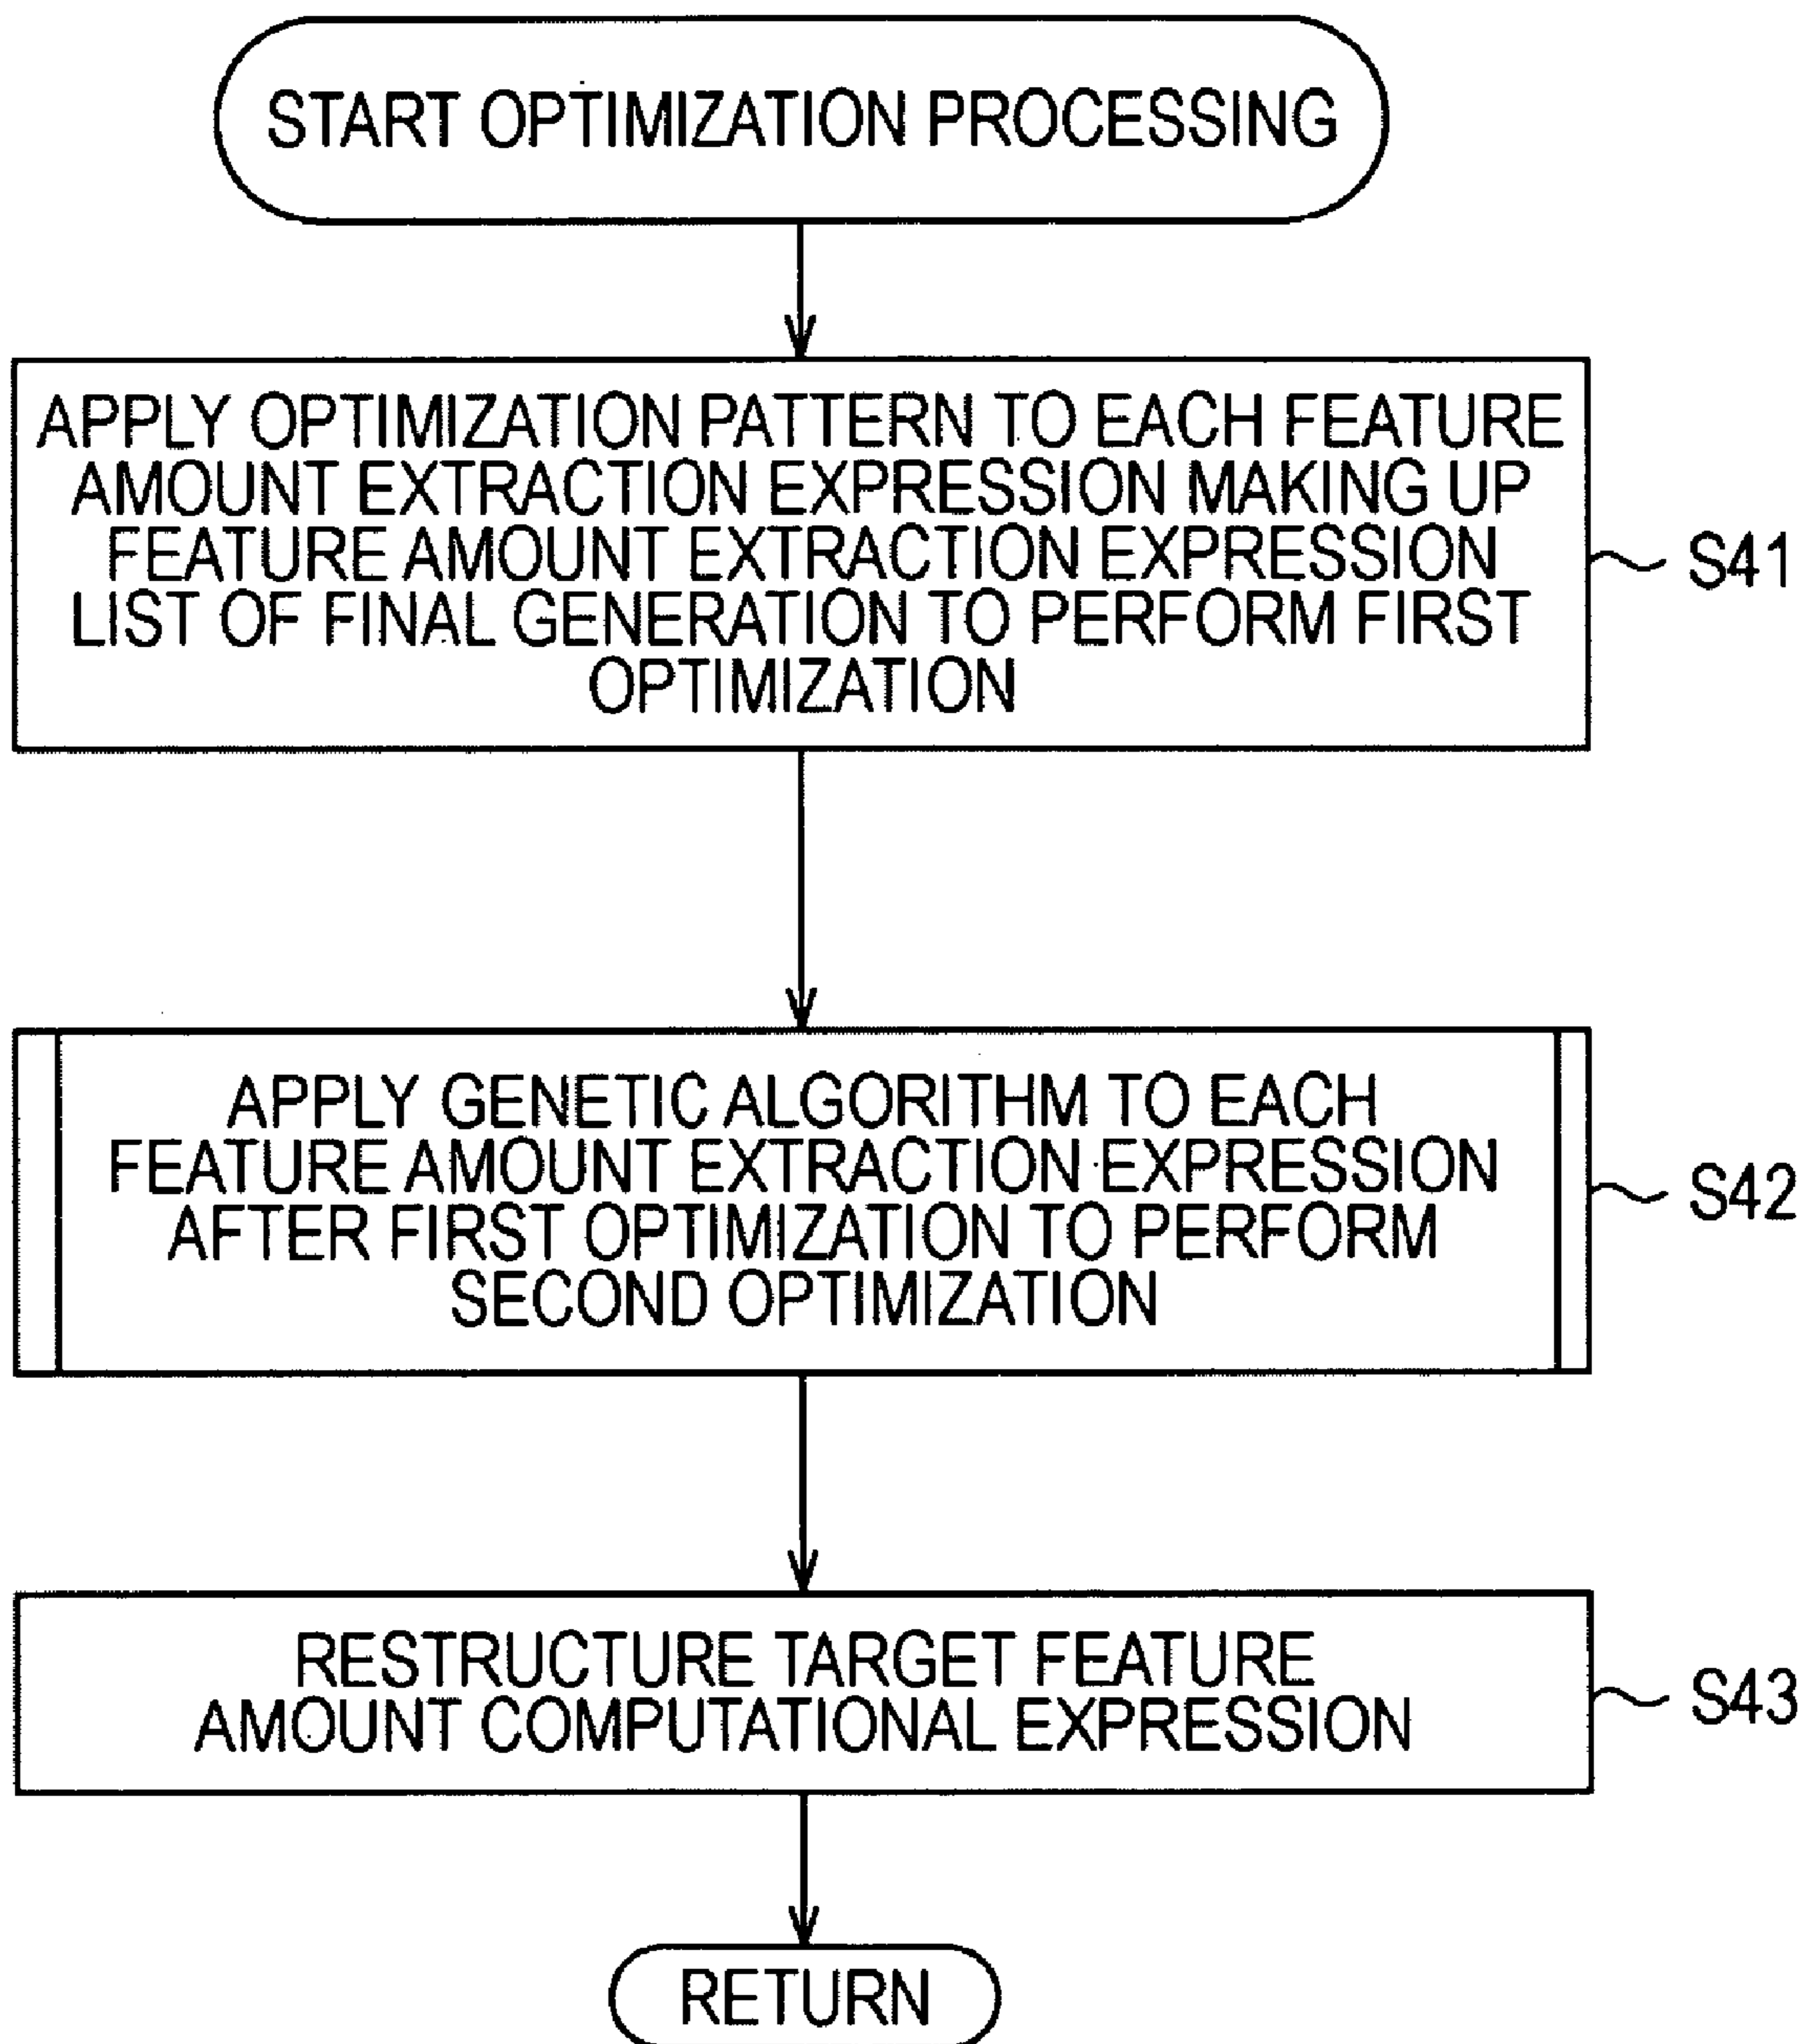 START OPTIMIZATION PROCESSING
APPLY OPTIMIZATION PATTERN TO EACH FEATURE
AMOUNT EXTRACTION EXPRESSION MAKING UP
FEATURE AMOUNT EXTRACTION EXPRESSION
LIST OF FINAL GENERATION TO PERFORM FIRST
OPTIMIZATION
S41
APPLY GENETIC ALGORITHM TO EACH
FEATURE AMOUNT EXTRACTION EXPRESSION
AFTER FIRST OPTIMIZATION TO PERFORM
SECOND OPTIMIZATION
S42
RESTRUCTURE TARGET FEATURE
AMOUNT COMPUTATIONAL EXPRESSION
S43
RETURN